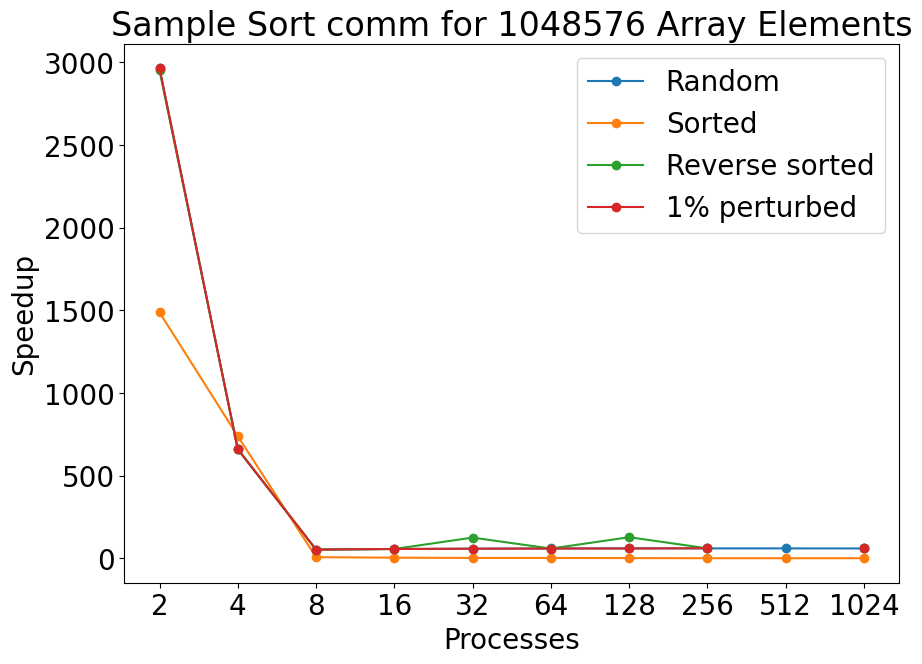 Sample Sort comm for 1048576 Array Elements
3000
2500
2000
1500
1000
500
0
Speedup
Random
Sorted
Reverse sorted
1% perturbed
2 4 8 16 32 64 128 256 512 1024
Processes